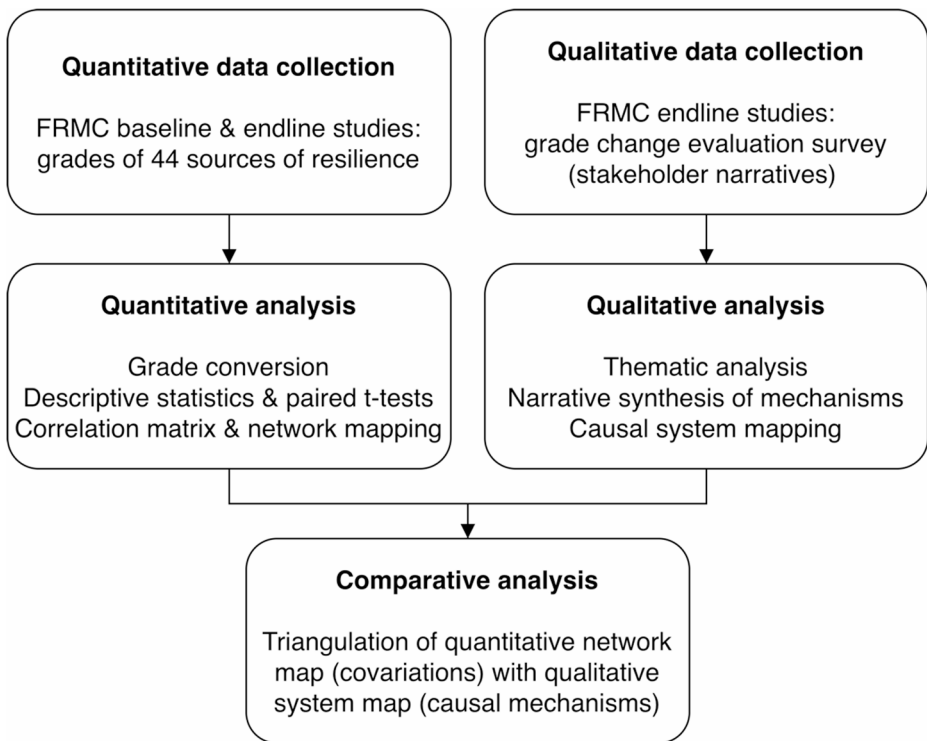 Quantitative data collection
FRMC baseline & endline studies:
grades of 44 sources of resilience
Qualitative data collection
FRMC endline studies:
grade change evaluation survey
(stakeholder narratives)
Quantitative analysis
Grade conversion
Descriptive statistics & paired t-tests
Correlation matrix & network mapping
Qualitative analysis
Thematic analysis
Narrative synthesis of mechanisms
Causal system mapping
Comparative analysis
Triangulation of quantitative network
map (covariations) with qualitative
system map (causal mechanisms)